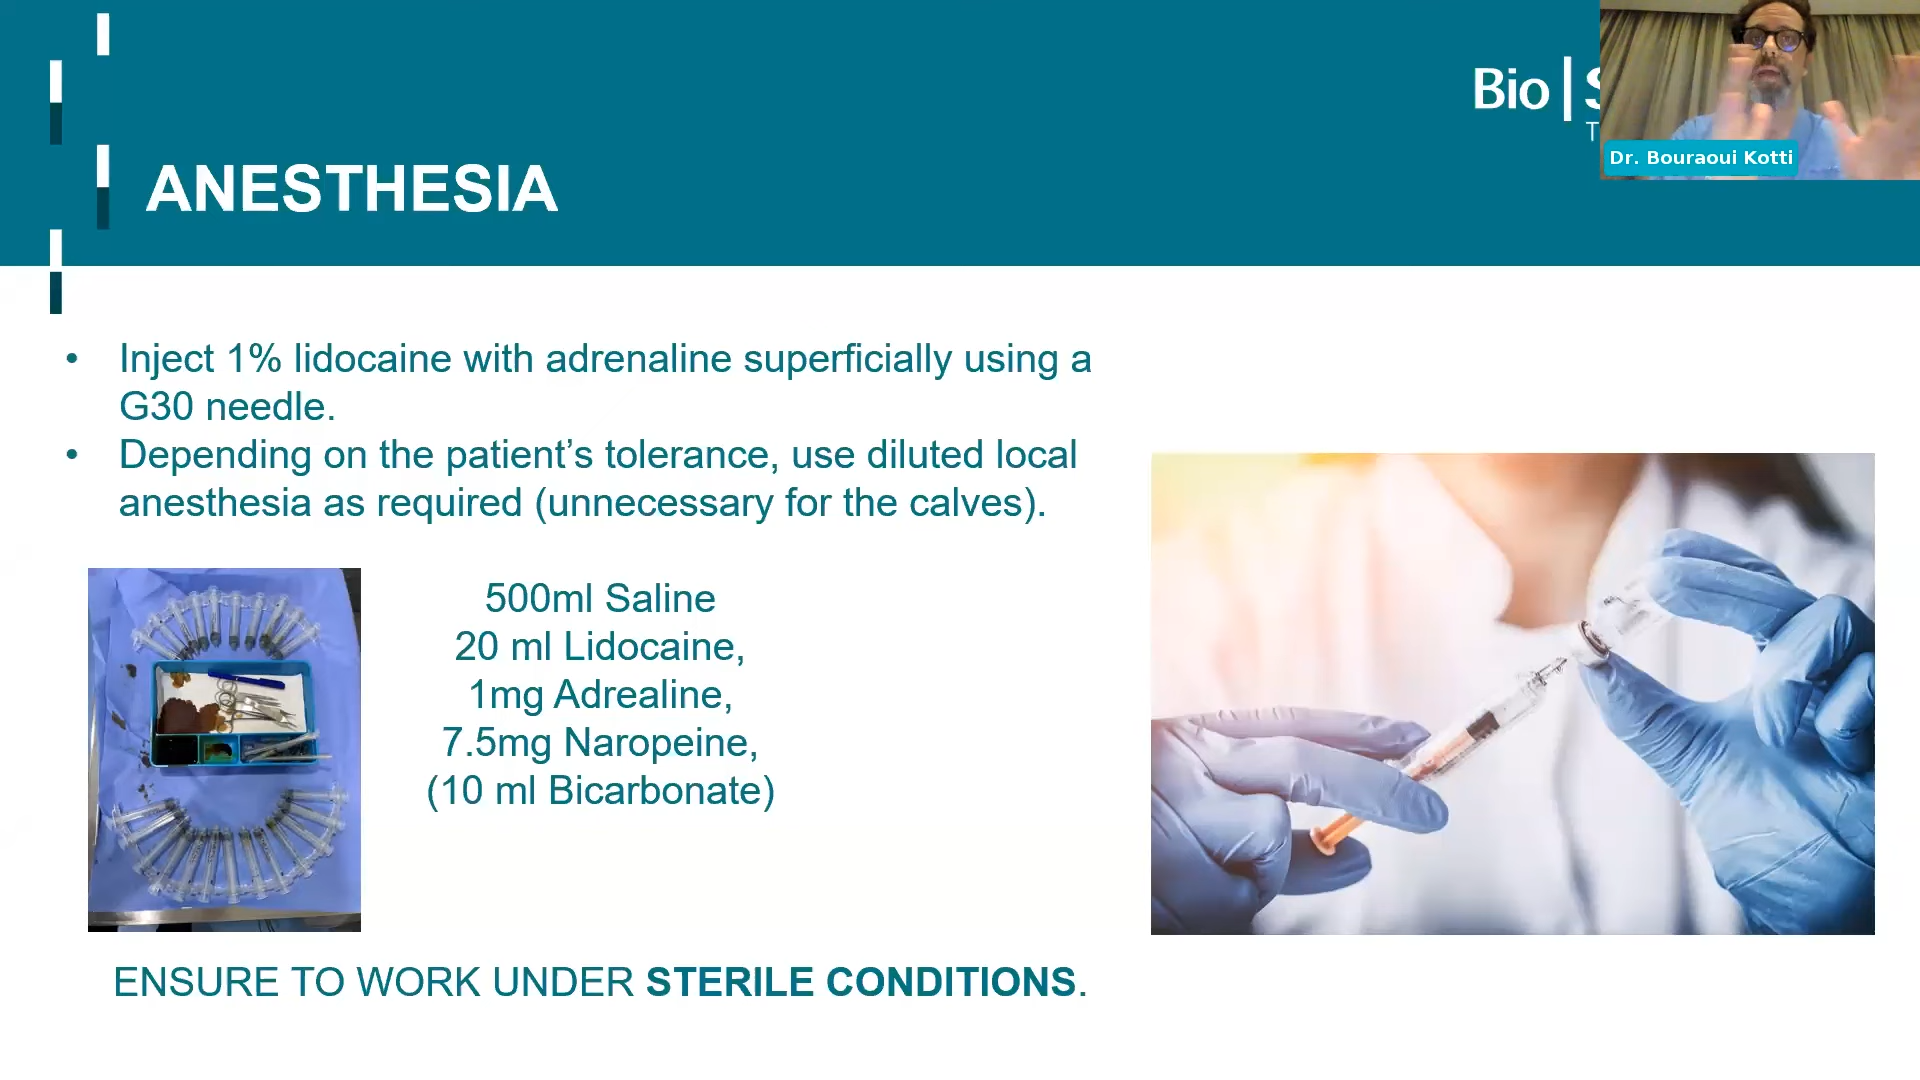 Bio
Dr. Bouraoui Kotti
ANESTHESIA
• Inject 1% lidocaine with adrenaline superficially using a
G30 needle.
• Depending on the patient’s tolerance, use diluted local
anesthesia as required (unnecessary for the calves).
500ml Saline
20 ml Lidocaine,
1mg Adrealine,
7.5mg Naropeine,
(10 ml Bicarbonate)
ENSURE TO WORK UNDER STERILE CONDITIONS.